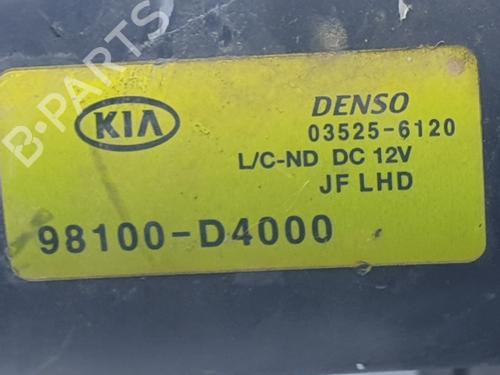 B-PARTS
KIA
DENSO
03525-6120
L/C-ND DC 12V
JF LHD
98100-D4000